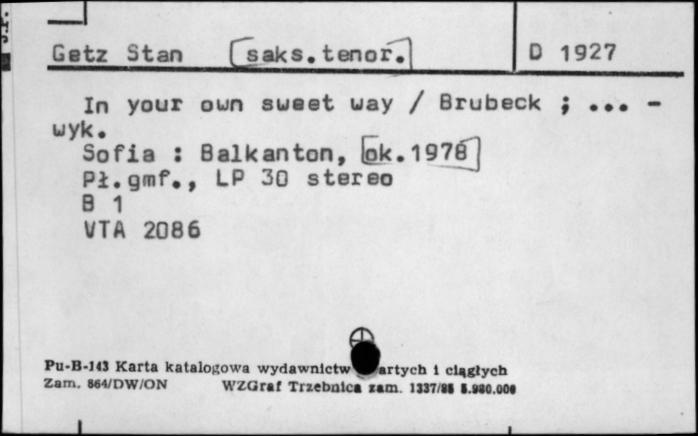 Getz Stan [saks.tenor.] D 1927
In your own sweet way / Brubeck ; ... -
wyk.
Sofia : Balkanton, [ok.1978]
Pł.gmf., LP 30 stereo
B 1
VTA 2086
Pu-B-143 Karta katalogowa wydawnictw artych i ciągłych
Zam. 864/DW/ON WZGraf Trzebnica zam. 1337/85 5.980.000